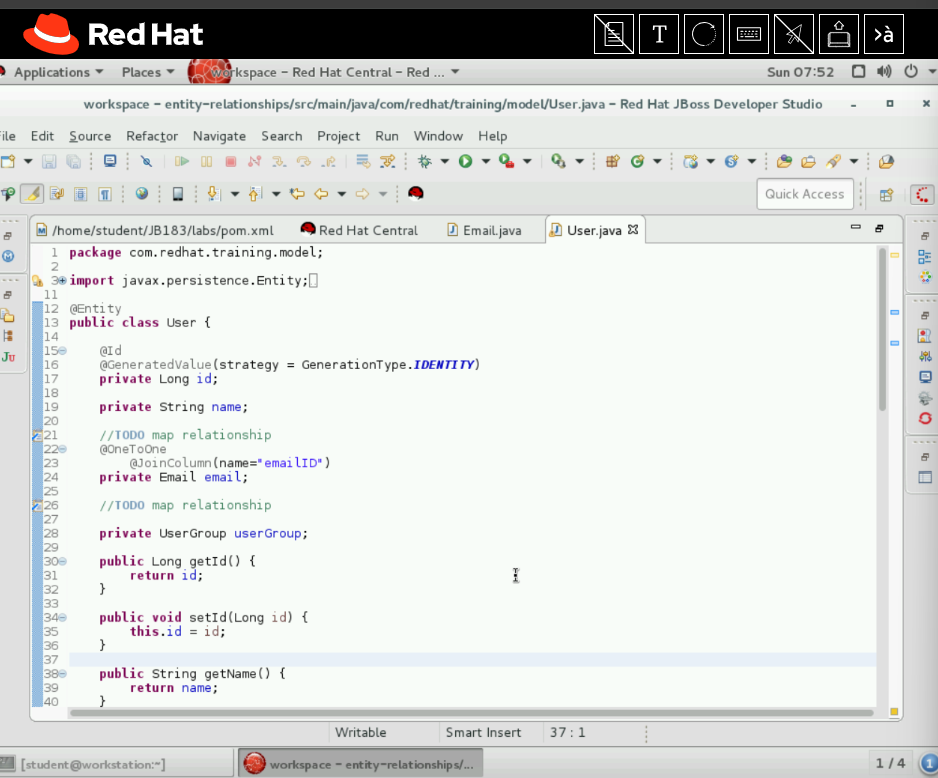 Red Hat
T
>à
Applications Places workspace – Red Hat Central – Red ... Sun 07:52
workspace – entity-relationships/src/main/java/com/redhat/training/model/User.java – Red Hat JBoss Developer Studio
ile Edit Source Refactor Navigate Search Project Run Window Help
Quick Access
/home/student/JB183/labs/pom.xml Red Hat Central Email.java User.java
1 package com.redhat.training.model;
2
3 import javax.persistence.Entity;
11
12 @Entity
13 public class User {
14
15 @Id
16 @GeneratedValue(strategy = GenerationType.IDENTITY)
17 private Long id;
18
19 private String name;
20
21 //TODO map relationship
22 @OneToOne
23 @JoinColumn(name="emailID")
24 private Email email;
25
26 //TODO map relationship
27
28 private UserGroup userGroup;
29
30 public Long getId() {
31 return id;
32 }
33
34 public void setId(Long id) {
35 this.id = id;
36 }
37
38 public String getName() {
39 return name;
40 }
Ju
Writable Smart Insert 37 : 1
[student@workstation:~] workspace – entity-relationships/... 1 / 4 1